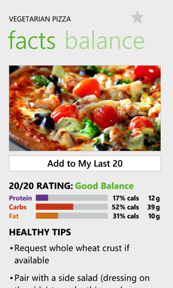 VEGETARIAN PIZZA
facts balance
Add to My Last 20
20/20 RATING: Good Balance
Protein 17% cals 12g
Carbs 52% cals 39g
Fat 31% cals 10g
HEALTHY TIPS
• Request whole wheat crust if
available
• Pair with a side salad (dressing on